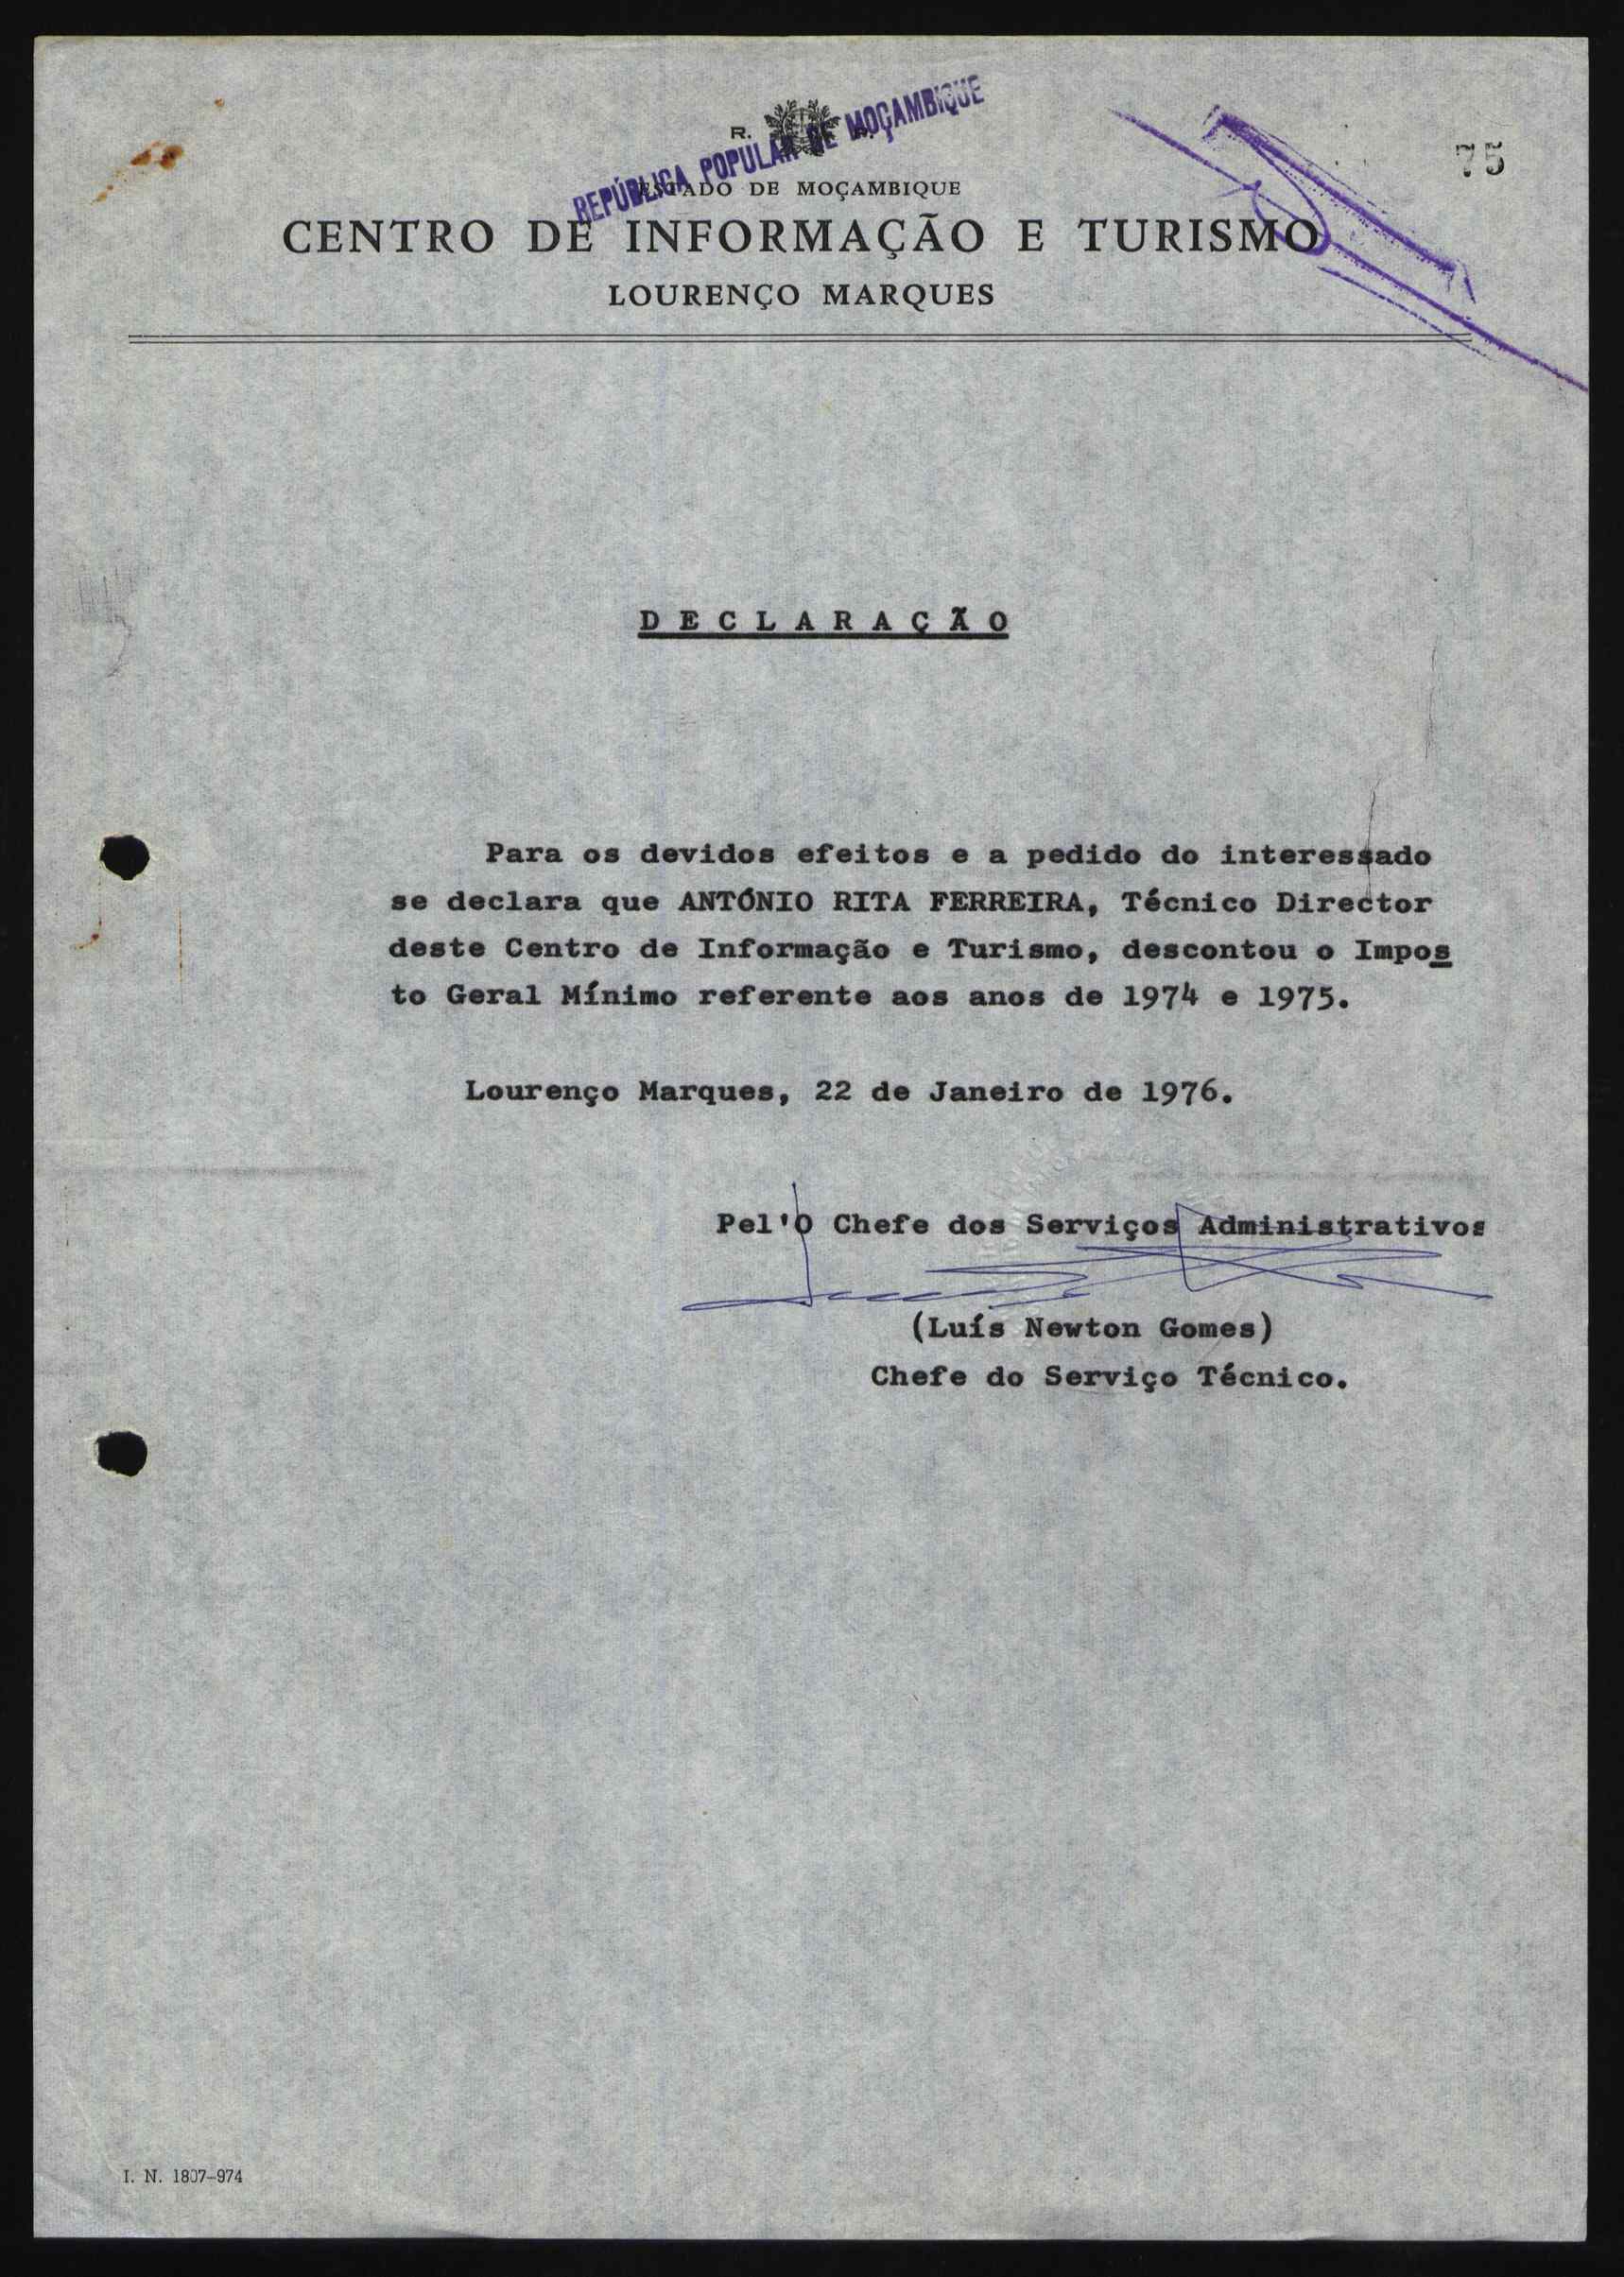 75
R. P.
REPÚBLICA POPULAR DE MOÇAMBIQUE
ESTADO DE MOÇAMBIQUE
CENTRO DE INFORMAÇÃO E TURISMO
LOURENÇO MARQUES
DECLARAÇÃO
Para os devidos efeitos e a pedido do interessado
se declara que ANTÓNIO RITA FERREIRA, Técnico Director
deste Centro de Informação e Turismo, descontou o Impos
to Geral Mínimo referente aos anos de 1974 e 1975.
Lourenço Marques, 22 de Janeiro de 1976.
Pel'O Chefe dos Serviços Administrativos
(Luís Newton Gomes)
Chefe do Serviço Técnico.
I. N. 1807-974